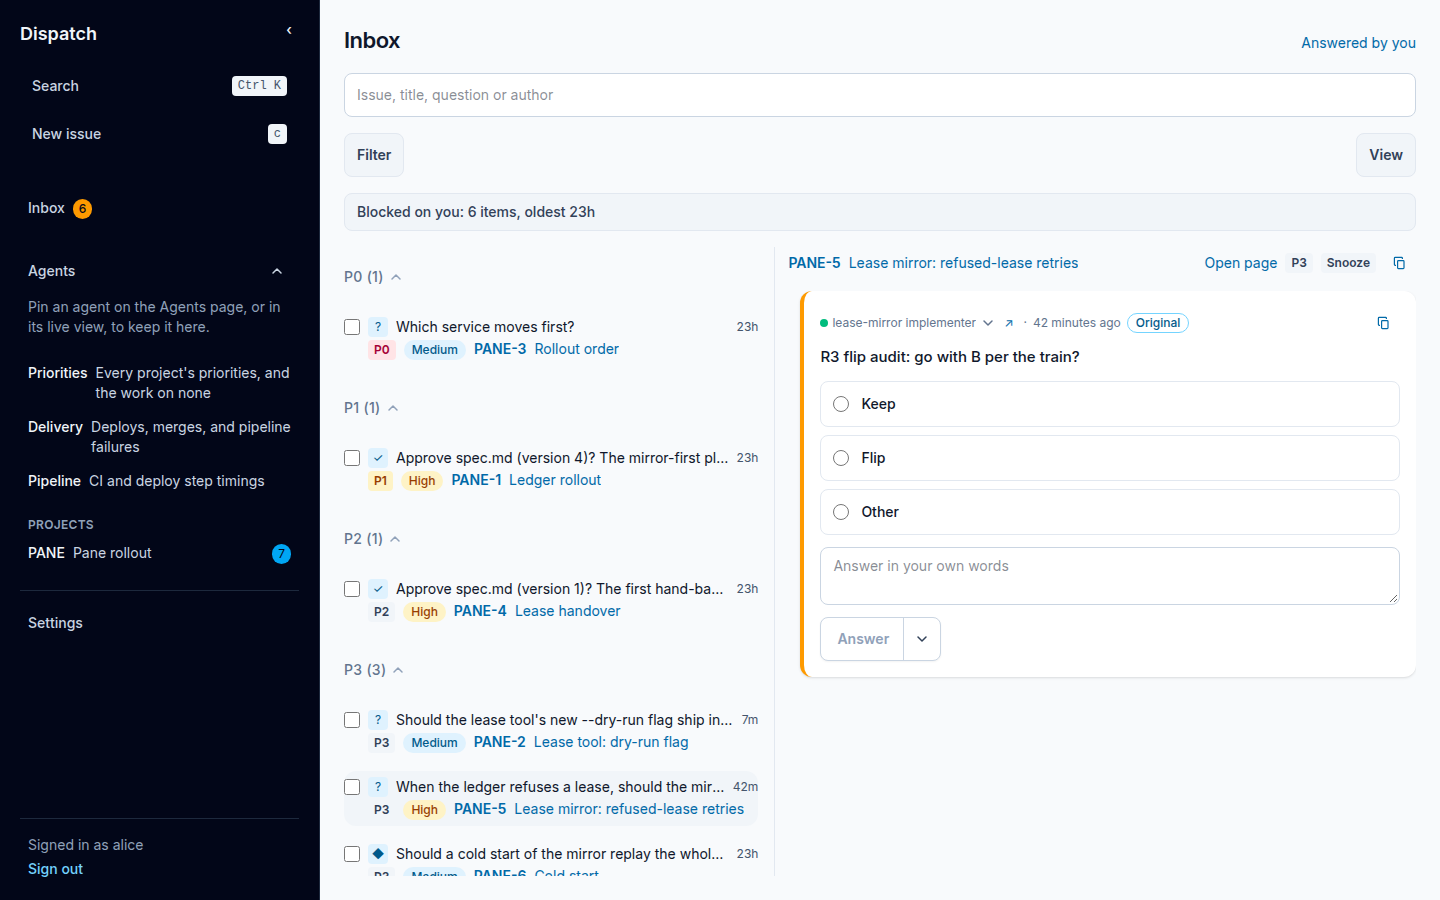 Dispatch
Search Ctrl K
New issue c
Inbox 6
Agents
Pin an agent on the Agents page, or in
its live view, to keep it here.
Priorities Every project's priorities, and
the work on none
Delivery Deploys, merges, and pipeline
failures
Pipeline CI and deploy step timings
PROJECTS
PANE Pane rollout 7
Settings
Signed in as alice
Sign out
Inbox
Answered by you
Issue, title, question or author
Filter
View
Blocked on you: 6 items, oldest 23h
P0 (1)
? Which service moves first? 23h
P0 Medium PANE-3 Rollout order
P1 (1)
Approve spec.md (version 4)? The mirror-first pl... 23h
P1 High PANE-1 Ledger rollout
P2 (1)
Approve spec.md (version 1)? The first hand-ba... 23h
P2 High PANE-4 Lease handover
P3 (3)
? Should the lease tool's new --dry-run flag ship in... 7m
P3 Medium PANE-2 Lease tool: dry-run flag
? When the ledger refuses a lease, should the mir... 42m
P3 High PANE-5 Lease mirror: refused-lease retries
Should a cold start of the mirror replay the whol... 23h
P3 Medium PANE-6 Cold start
PANE-5 Lease mirror: refused-lease retries
Open page P3 Snooze
lease-mirror implementer · 42 minutes ago Original
R3 flip audit: go with B per the train?
Keep
Flip
Other
Answer in your own words
Answer